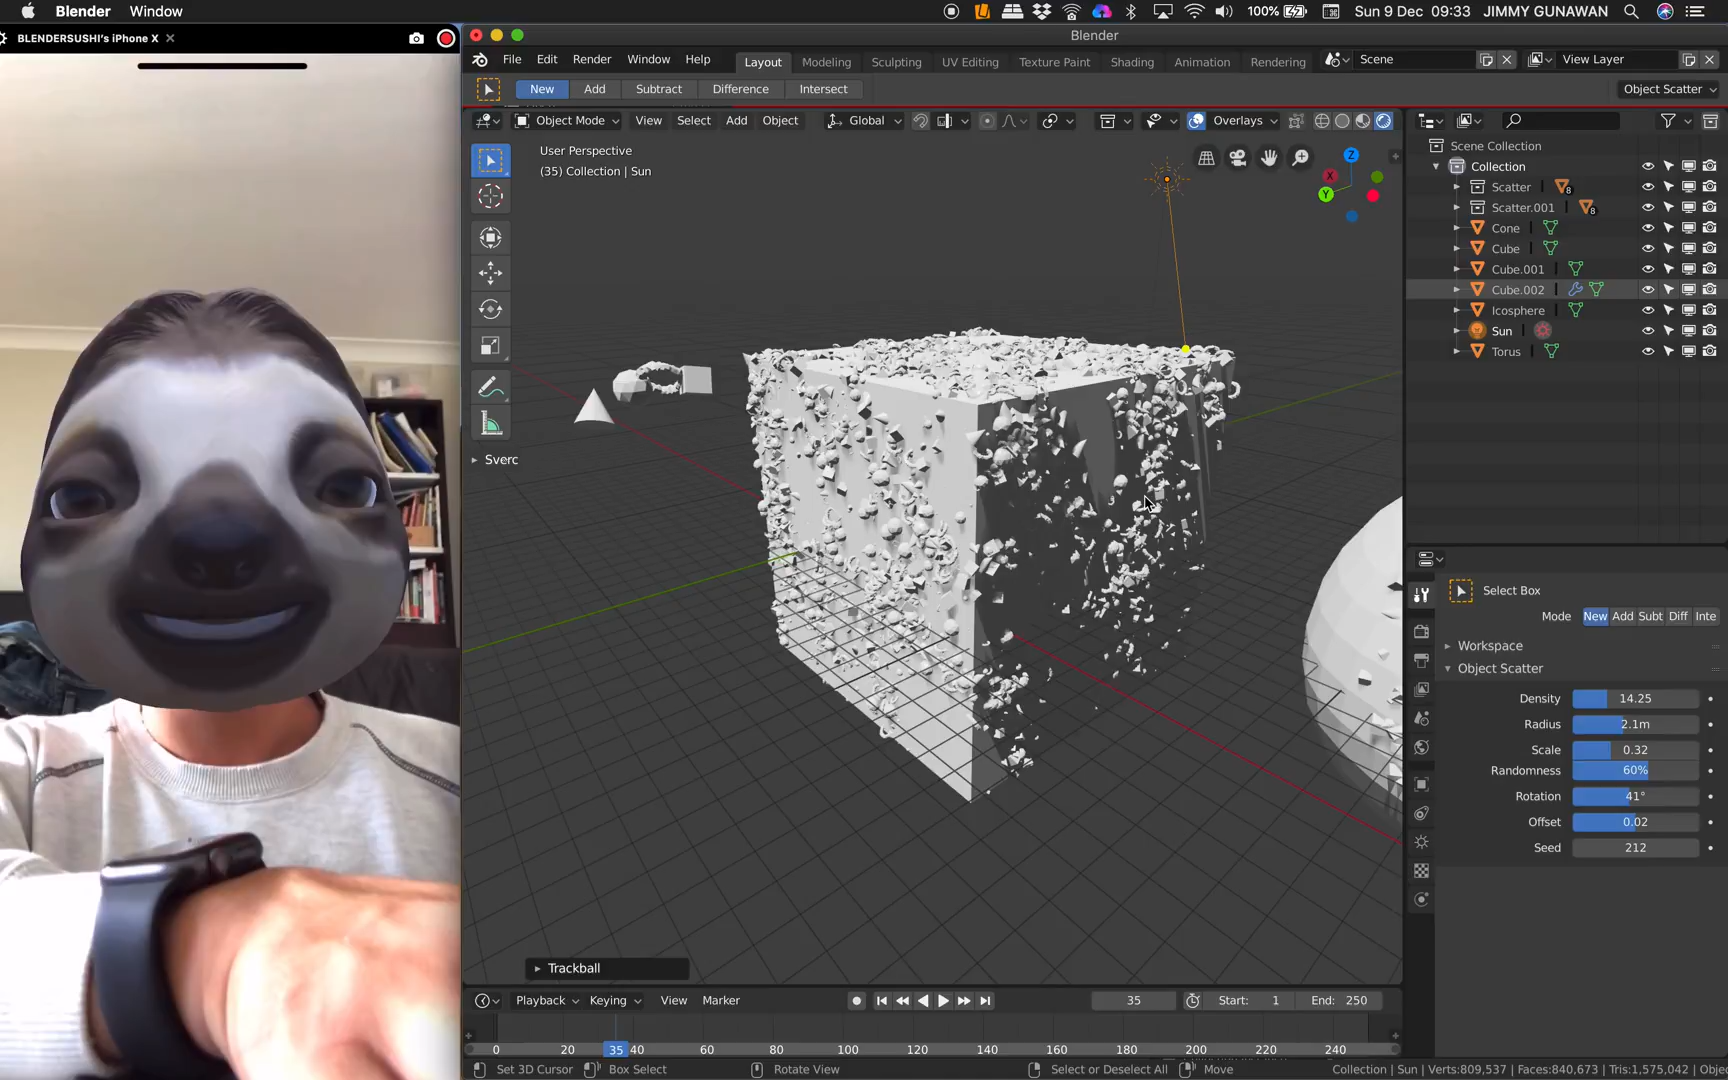 Blender Window 100% Sun 9 Dec 09:33 JIMMY GUNAWAN
BLENDERSUSHI's iPhone X
Blender
File Edit Render Window Help Layout Modeling Sculpting UV Editing Texture Paint Shading Animation Rendering Scene View Layer
New Add Subtract Difference Intersect Object Scatter
Object Mode View Select Add Object Global Overlays
User Perspective
(35) Collection | Sun
Z
X
Y
Sverc
Trackball
Scene Collection
Collection
Scatter 8
Scatter.001 8
Cone
Cube
Cube.001
Cube.002
Icosphere
Sun
Torus
Select Box
Mode New Add Subt Diff Inte
Workspace
Object Scatter
Density 14.25
Radius 2.1m
Scale 0.32
Randomness 60%
Rotation 41°
Offset 0.02
Seed 212
Playback Keying View Marker 35 Start: 1 End: 250
0 20 35 40 60 80 100 120 140 160 180 200 220 240
Set 3D Cursor Box Select Rotate View Select or Deselect All Move Collection | Sun | Verts:809,537 | Faces:840,673 | Tris:1,575,042 | Obje